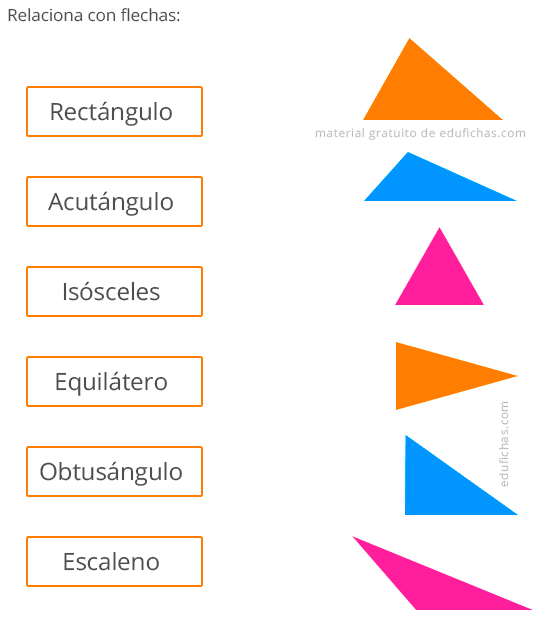 Relaciona con flechas:
Rectángulo
material gratuito de edufichas.com
Acutángulo
Isósceles
Equilátero
edufichas.com
Obtusángulo
Escaleno